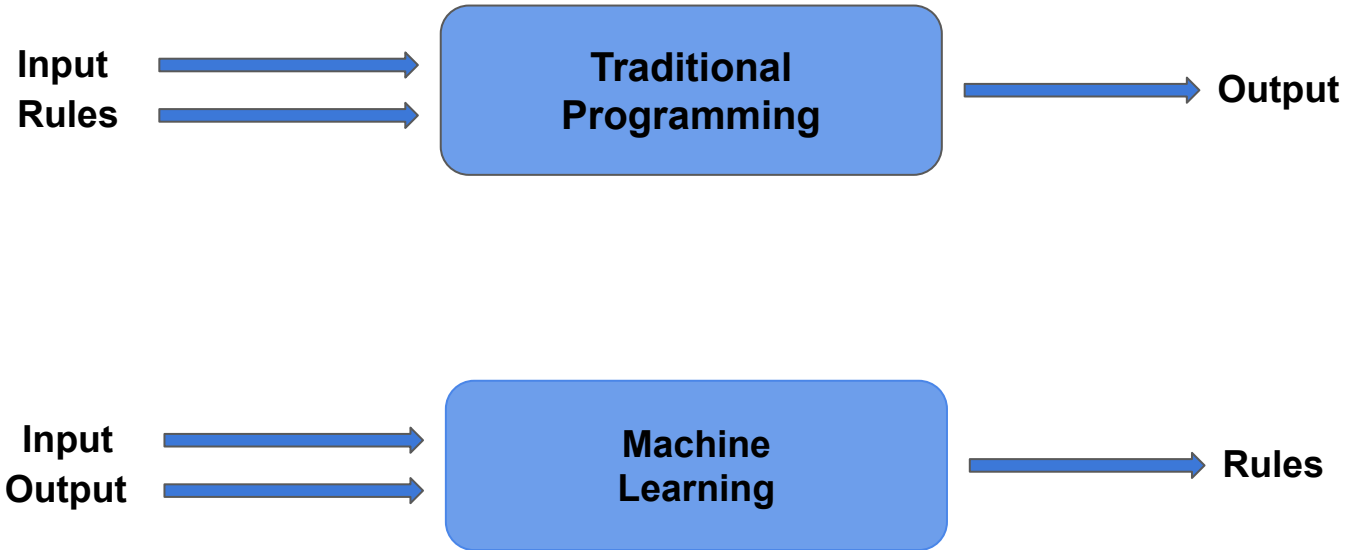 Input
Rules
Traditional
Programming
Output
Input
Output
Machine
Learning
Rules